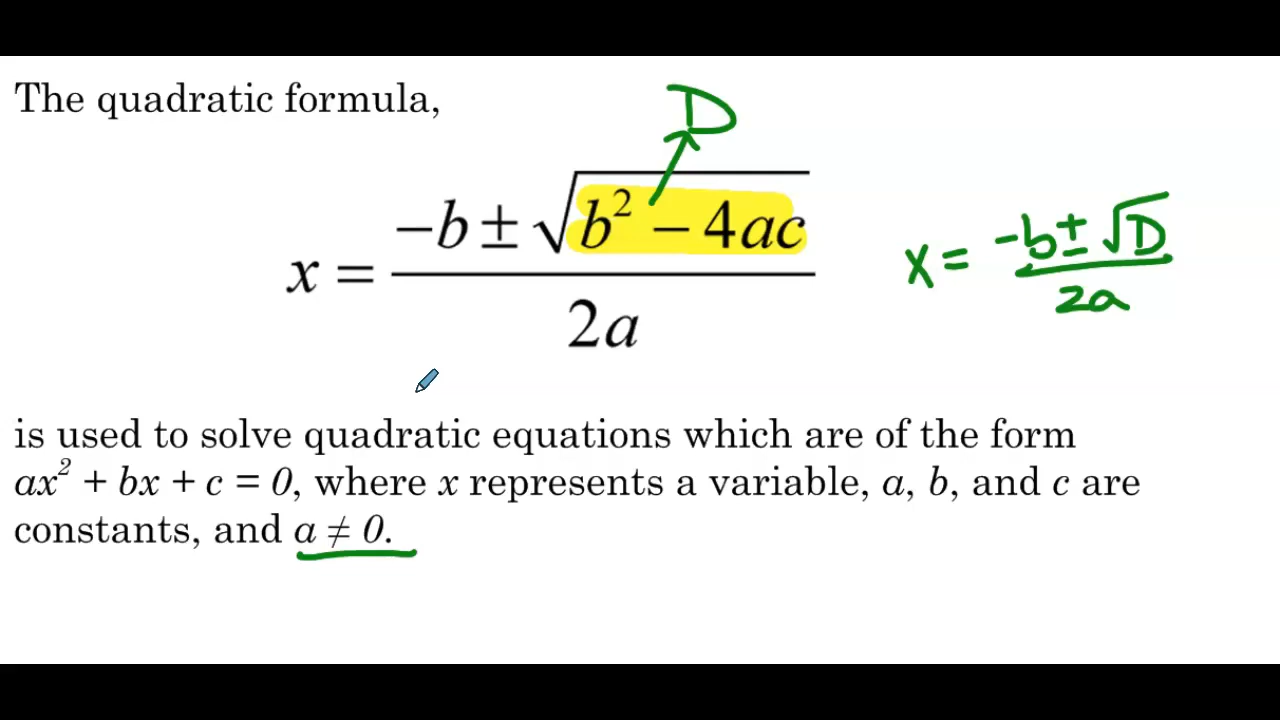 The quadratic formula,
D
x = −b ± √b² − 4ac / 2a
x = -b ± √D / 2a
is used to solve quadratic equations which are of the form
ax² + bx + c = 0, where x represents a variable, a, b, and c are
constants, and a ≠ 0.